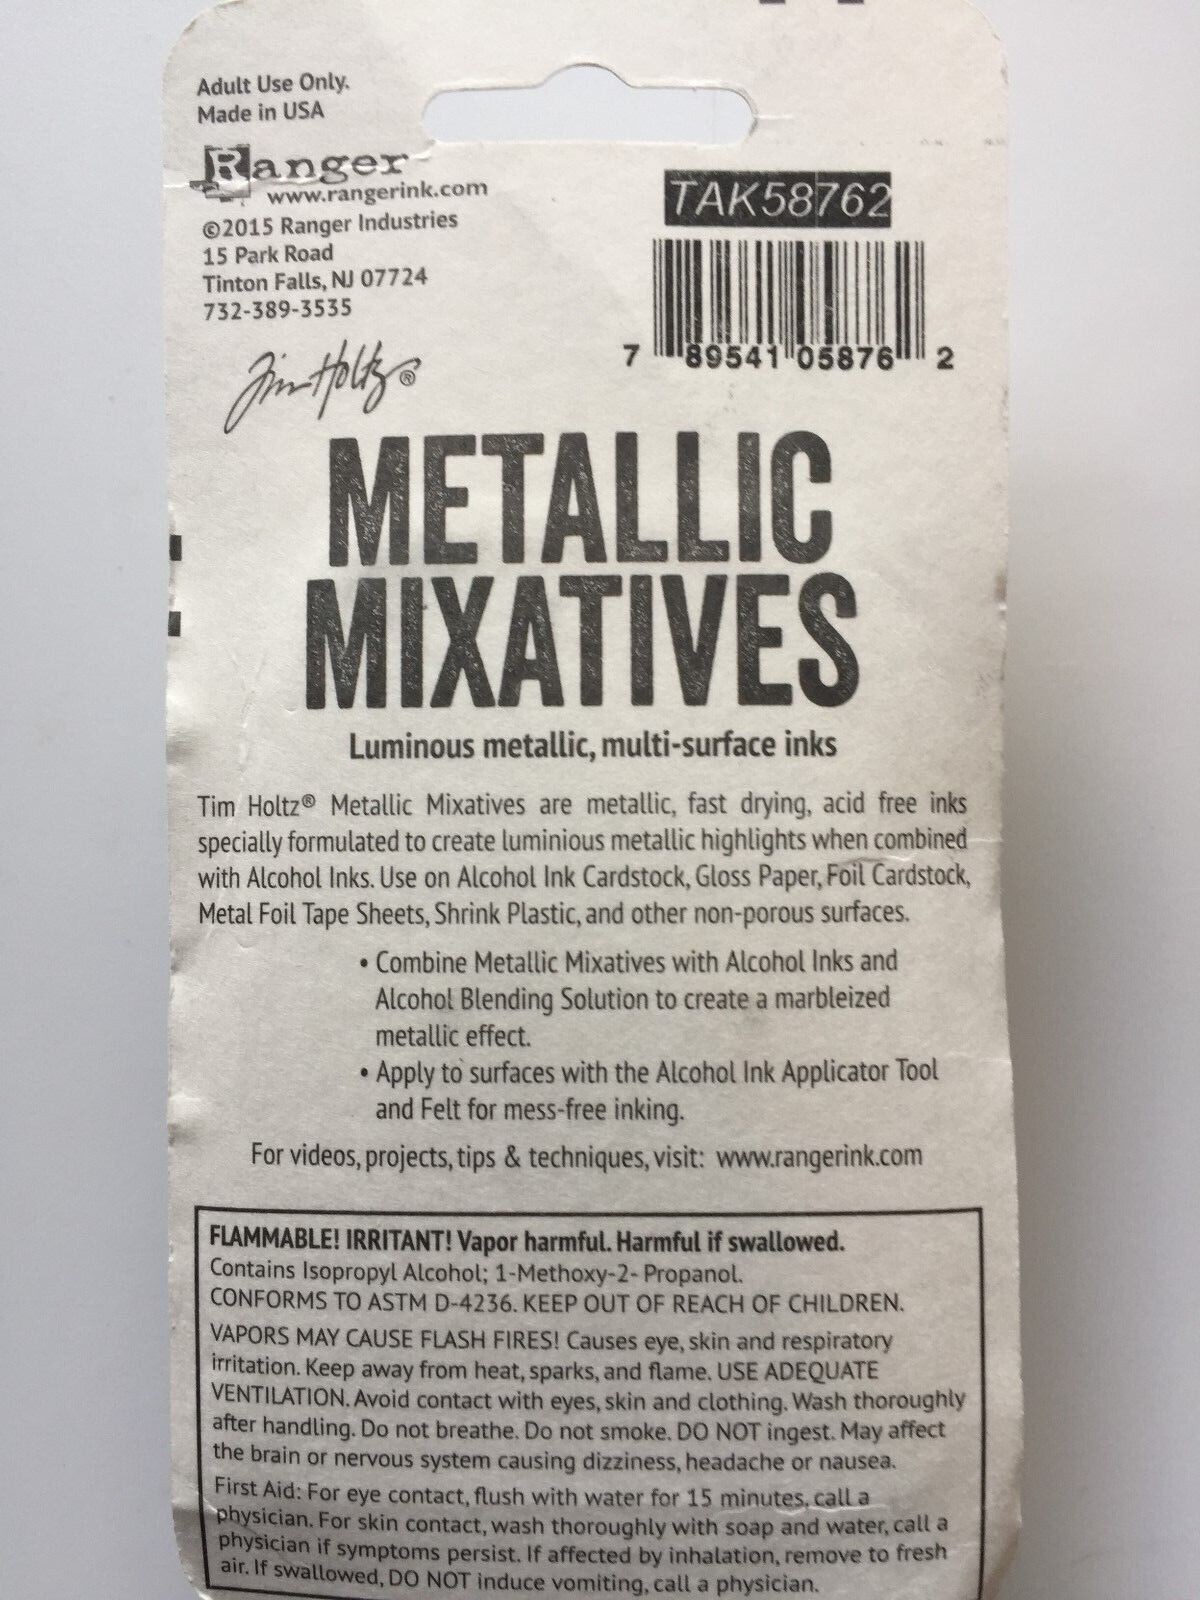 Adult Use Only.
Made in USA
Ranger
www.rangerink.com
©2015 Ranger Industries
15 Park Road
Tinton Falls, NJ 07724
732-389-3535
TAK58762
7 89541 05876 2
Tim Holtz®
METALLIC
MIXATIVES
Luminous metallic, multi-surface inks
Tim Holtz® Metallic Mixatives are metallic, fast drying, acid free inks
specially formulated to create luminious metallic highlights when combined
with Alcohol Inks. Use on Alcohol Ink Cardstock, Gloss Paper, Foil Cardstock,
Metal Foil Tape Sheets, Shrink Plastic, and other non-porous surfaces.
• Combine Metallic Mixatives with Alcohol Inks and
Alcohol Blending Solution to create a marbleized
metallic effect.
• Apply to surfaces with the Alcohol Ink Applicator Tool
and Felt for mess-free inking.
For videos, projects, tips & techniques, visit: www.rangerink.com
FLAMMABLE! IRRITANT! Vapor harmful. Harmful if swallowed.
Contains Isopropyl Alcohol; 1-Methoxy-2- Propanol.
CONFORMS TO ASTM D-4236. KEEP OUT OF REACH OF CHILDREN.
VAPORS MAY CAUSE FLASH FIRES! Causes eye, skin and respiratory
irritation. Keep away from heat, sparks, and flame. USE ADEQUATE
VENTILATION. Avoid contact with eyes, skin and clothing. Wash thoroughly
after handling. Do not breathe. Do not smoke. DO NOT ingest. May affect
the brain or nervous system causing dizziness, headache or nausea.
First Aid: For eye contact, flush with water for 15 minutes, call a
physician. For skin contact, wash thoroughly with soap and water, call a
physician if symptoms persist. If affected by inhalation, remove to fresh
air. If swallowed, DO NOT induce vomiting, call a physician.